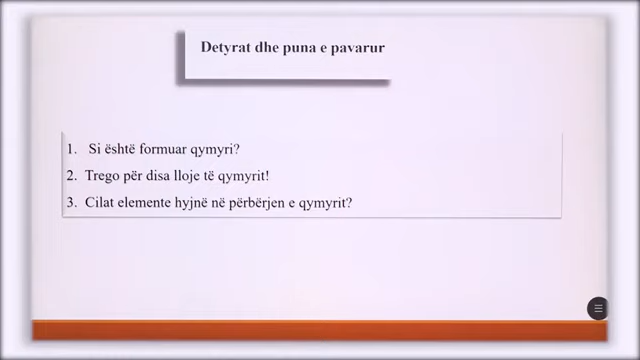 Detyrat dhe puna e pavarur
1. Si është formuar qymyri?
2. Trego për disa lloje të qymyrit!
3. Cilat elemente hyjnë në përbërjen e qymyrit?